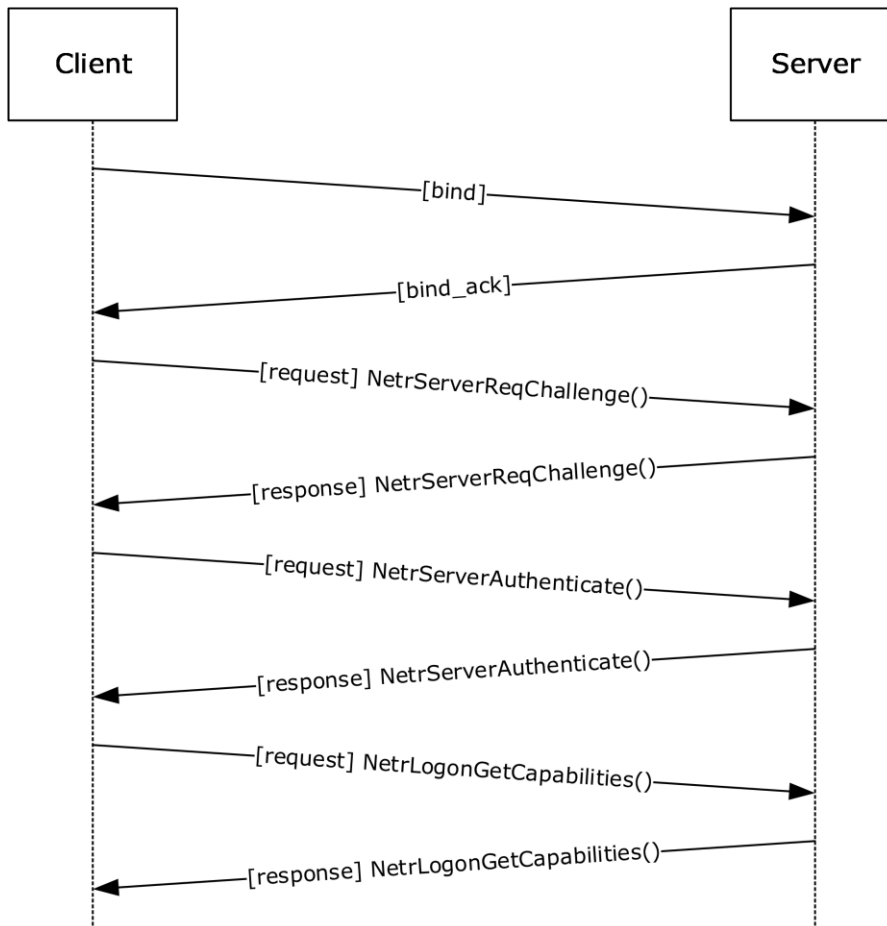 Client
Server
[bind]
[bind_ack]
[request] NetrServerReqChallenge()
[response] NetrServerReqChallenge()
[request] NetrServerAuthenticate()
[response] NetrServerAuthenticate()
[request] NetrLogonGetCapabilities()
[response] NetrLogonGetCapabilities()